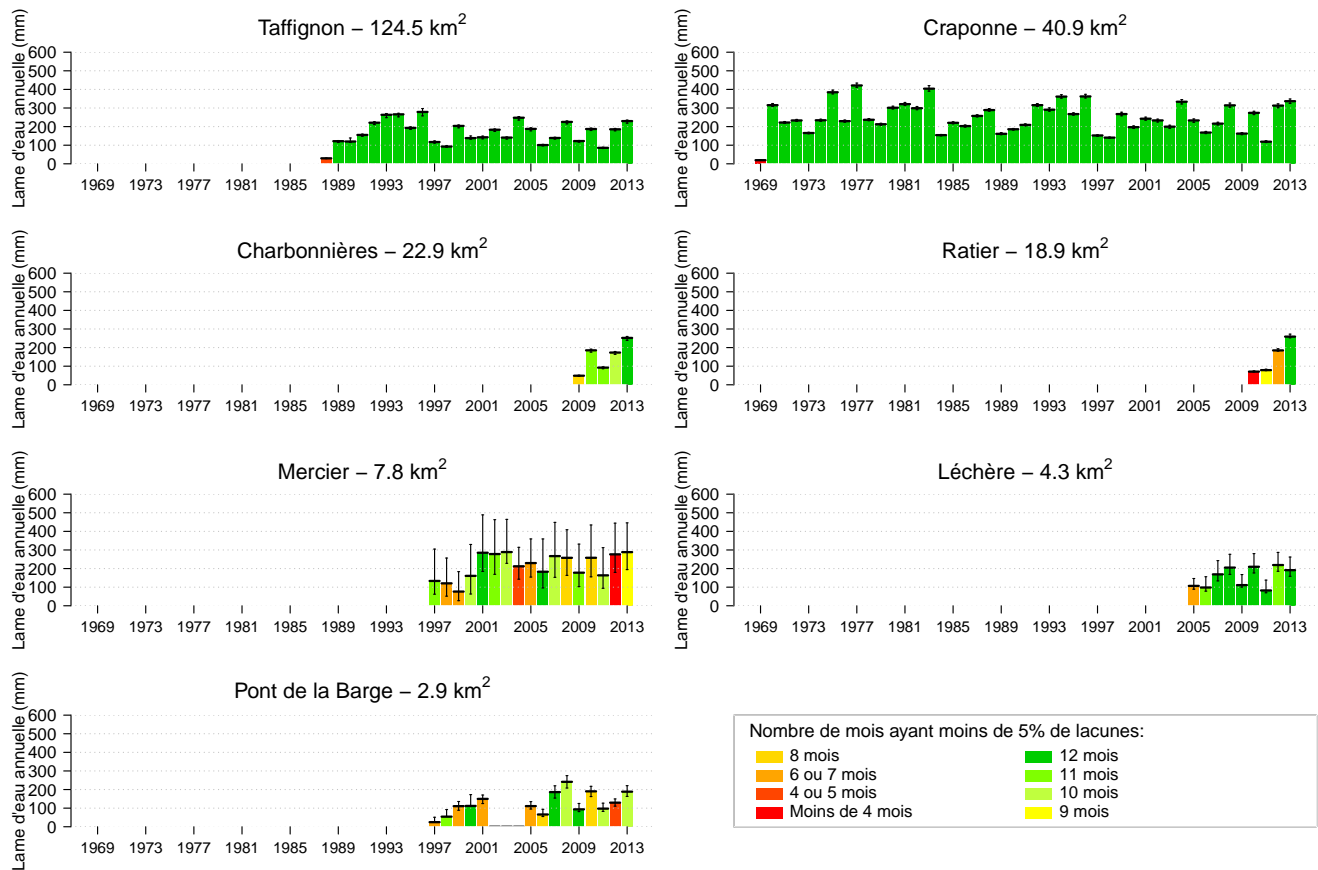 Taffignon – 124.5 km²
Lame d'eau annuelle (mm)
600
500
400
300
200
100
0
1969 1973 1977 1981 1985 1989 1993 1997 2001 2005 2009 2013
Craponne – 40.9 km²
Lame d'eau annuelle (mm)
600
500
400
300
200
100
0
1969 1973 1977 1981 1985 1989 1993 1997 2001 2005 2009 2013
Charbonnières – 22.9 km²
Lame d'eau annuelle (mm)
600
500
400
300
200
100
0
1969 1973 1977 1981 1985 1989 1993 1997 2001 2005 2009 2013
Ratier – 18.9 km²
Lame d'eau annuelle (mm)
600
500
400
300
200
100
0
1969 1973 1977 1981 1985 1989 1993 1997 2001 2005 2009 2013
Mercier – 7.8 km²
Lame d'eau annuelle (mm)
600
500
400
300
200
100
0
1969 1973 1977 1981 1985 1989 1993 1997 2001 2005 2009 2013
Léchère – 4.3 km²
Lame d'eau annuelle (mm)
600
500
400
300
200
100
0
1969 1973 1977 1981 1985 1989 1993 1997 2001 2005 2009 2013
Pont de la Barge – 2.9 km²
Lame d'eau annuelle (mm)
600
500
400
300
200
100
0
1969 1973 1977 1981 1985 1989 1993 1997 2001 2005 2009 2013
Nombre de mois ayant moins de 5% de lacunes:
8 mois
6 ou 7 mois
4 ou 5 mois
Moins de 4 mois
12 mois
11 mois
10 mois
9 mois